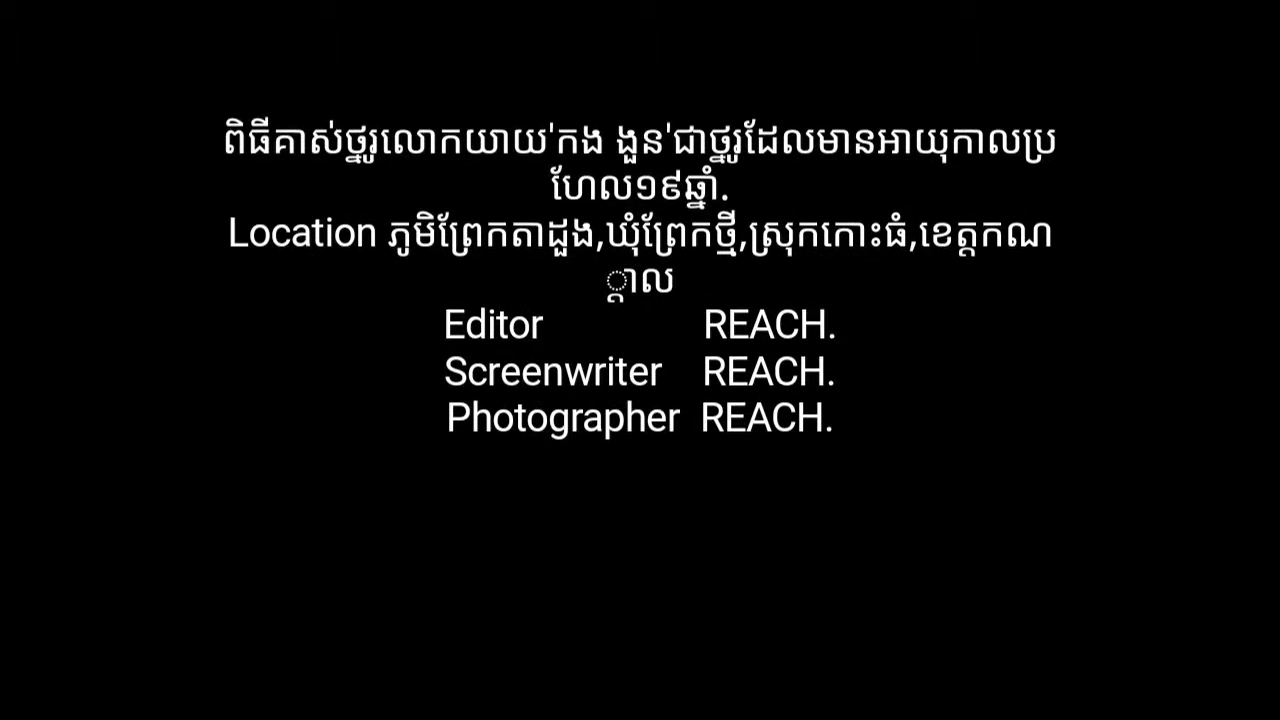 ពិធីគាស់ថ្នូរលោកយាយ'កង ងួន'ជាថ្នូរដែលមានអាយុកាលប្រ
ហែល១៩ឆ្នាំ.
Location ភូមិព្រែកតាដួង,ឃុំព្រែកថ្មី,ស្រុកកោះធំ,ខេត្តកណ
្តាល
Editor REACH.
Screenwriter REACH.
Photographer REACH.